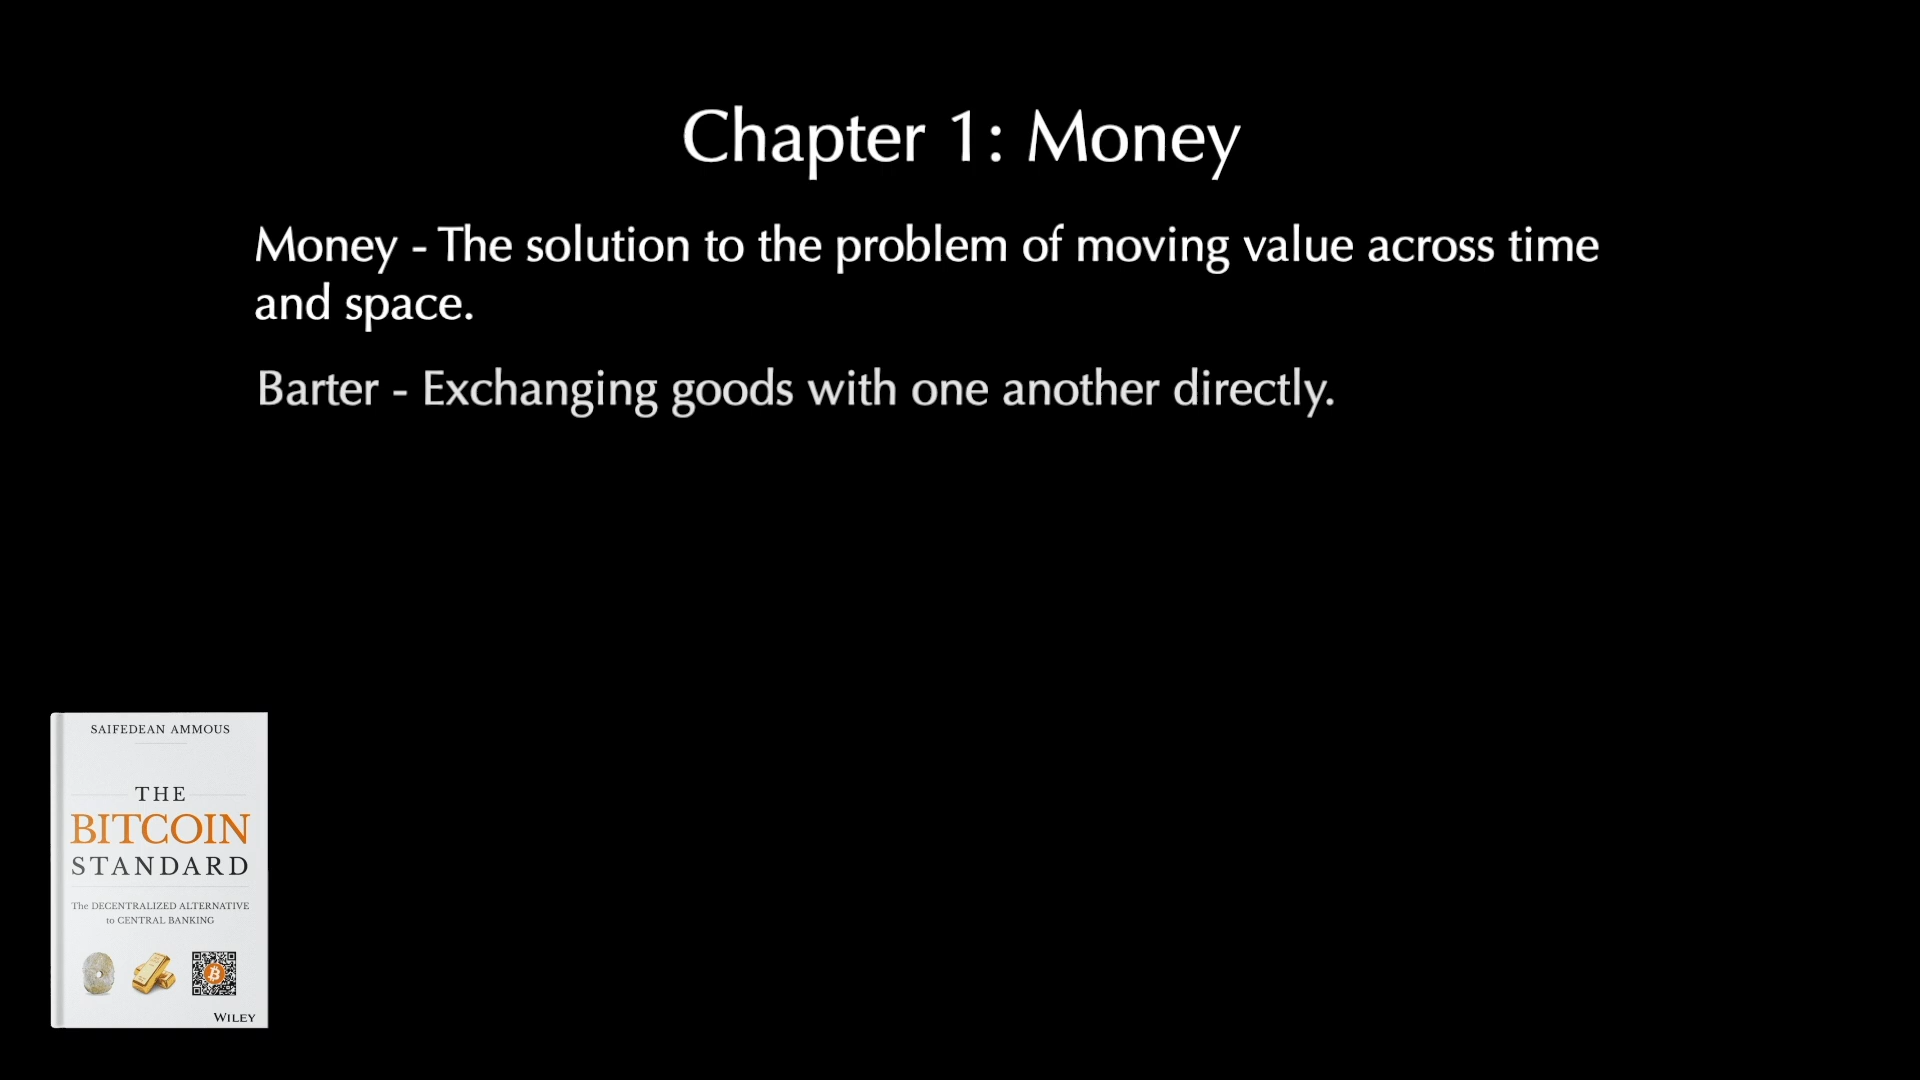 Chapter 1: Money
Money - The solution to the problem of moving value across time
and space.
Barter - Exchanging goods with one another directly.
SAIFEDEAN AMMOUS
THE
BITCOIN
STANDARD
The DECENTRALIZED ALTERNATIVE
to CENTRAL BANKING
WILEY